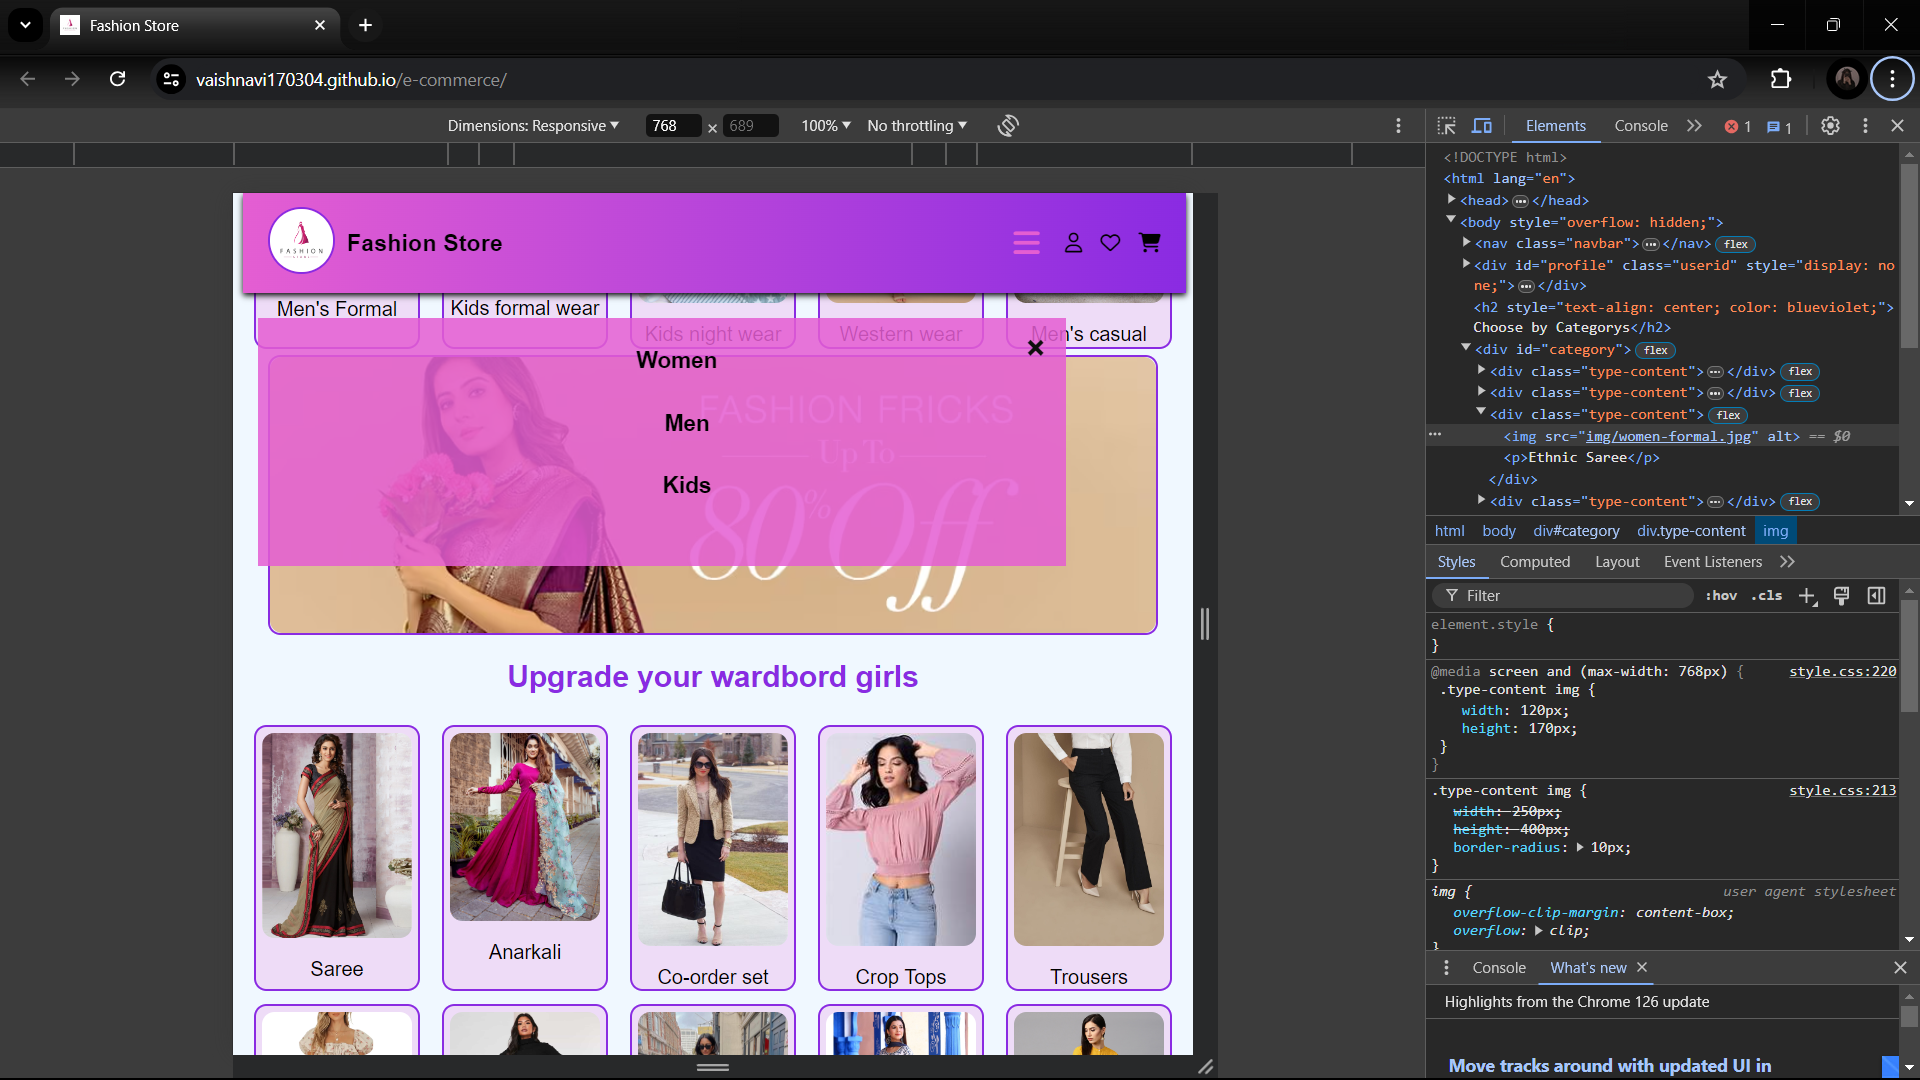 Fashion Store
vaishnavi170304.github.io/e-commerce/
Dimensions: Responsive
768 × 689
100%
No throttling
Elements
Console
1
1
FASHION
Fashion Store
Men's Formal
Kids formal wear
Kids night wear
Western wear
Men's casual
Women
Men
Kids
FASHION FRICKS
Up To
80% Off
Upgrade your wardbord girls
Saree
Anarkali
Co-order set
Crop Tops
Trousers
<!DOCTYPE html>
<html lang="en">
<head> ••• </head>
<body style="overflow: hidden;">
<nav class="navbar"> ••• </nav> flex
<div id="profile" class="userid" style="display: no
ne;"> ••• </div>
<h2 style="text-align: center; color: blueviolet;">
Choose by Categorys</h2>
<div id="category"> flex
<div class="type-content"> ••• </div> flex
<div class="type-content"> ••• </div> flex
<div class="type-content"> flex
<img src="img/women-formal.jpg" alt> == $0
<p>Ethnic Saree</p>
</div>
<div class="type-content"> ••• </div> flex
html body div#category div.type-content img
Styles Computed Layout Event Listeners
Filter
:hov .cls
element.style {
}
@media screen and (max-width: 768px) { style.css:220
.type-content img {
width: 120px;
height: 170px;
}
}
.type-content img { style.css:213
width: 250px;
height: 400px;
border-radius: 10px;
}
img { user agent stylesheet
overflow-clip-margin: content-box;
overflow: clip;
}
Console What's new
Highlights from the Chrome 126 update
Move tracks around with updated UI in